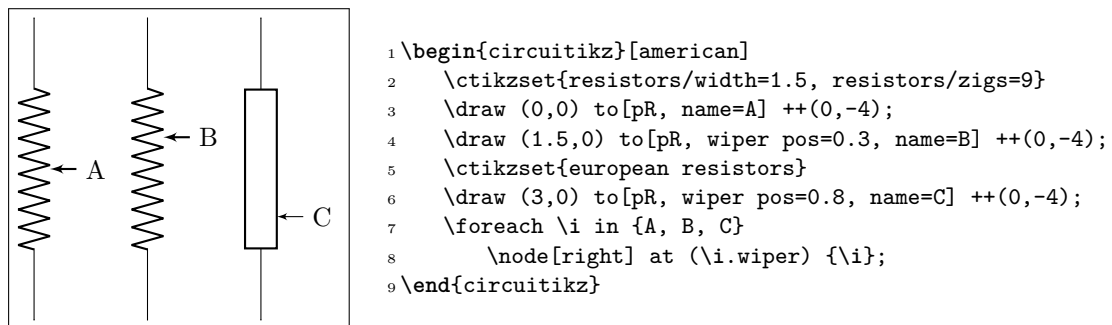 A
B
C
1 \begin{circuitikz}[american]
2 \ctikzset{resistors/width=1.5, resistors/zigs=9}
3 \draw (0,0) to[pR, name=A] ++(0,-4);
4 \draw (1.5,0) to[pR, wiper pos=0.3, name=B] ++(0,-4);
5 \ctikzset{european resistors}
6 \draw (3,0) to[pR, wiper pos=0.8, name=C] ++(0,-4);
7 \foreach \i in {A, B, C}
8 \node[right] at (\i.wiper) {\i};
9 \end{circuitikz}